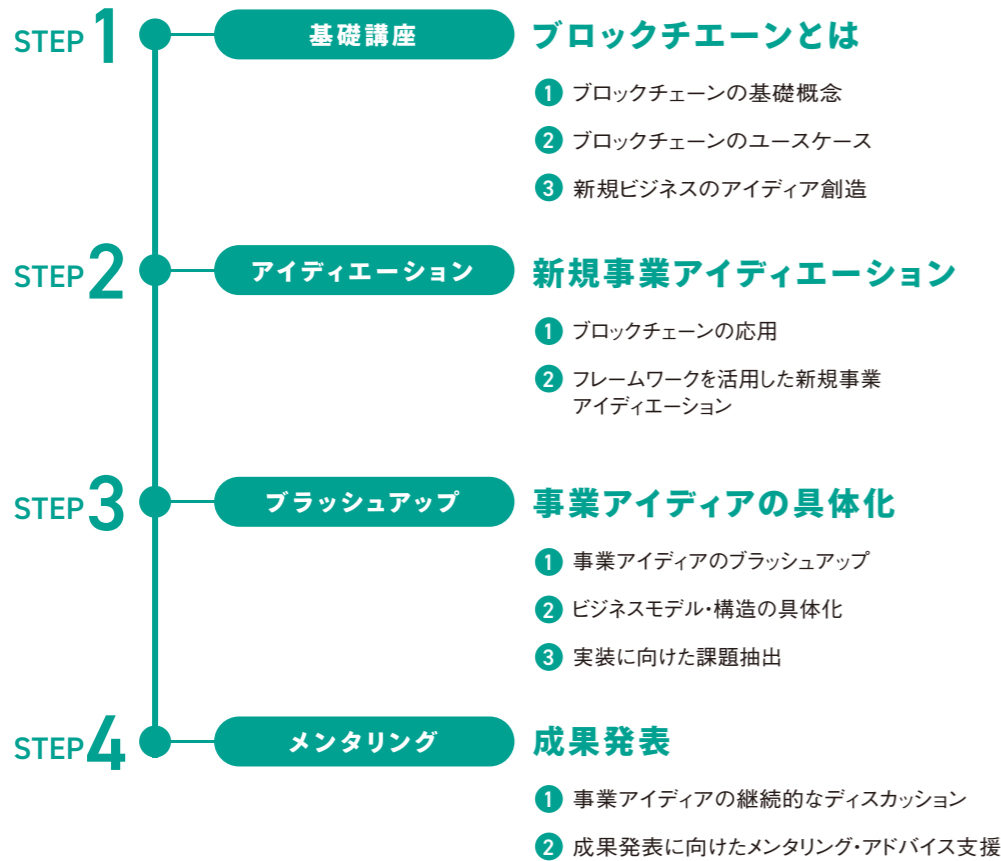 STEP 1 基礎講座 ブロックチエーンとは
1 ブロックチェーンの基礎概念
2 ブロックチェーンのユースケース
3 新規ビジネスのアイディア創造
STEP 2 アイディエーション 新規事業アイディエーション
1 ブロックチェーンの応用
2 フレームワークを活用した新規事業
アイディエーション
STEP 3 ブラッシュアップ 事業アイディアの具体化
1 事業アイディアのブラッシュアップ
2 ビジネスモデル・構造の具体化
3 実装に向けた課題抽出
STEP 4 メンタリング 成果発表
1 事業アイディアの継続的なディスカッション
2 成果発表に向けたメンタリング・アドバイス支援